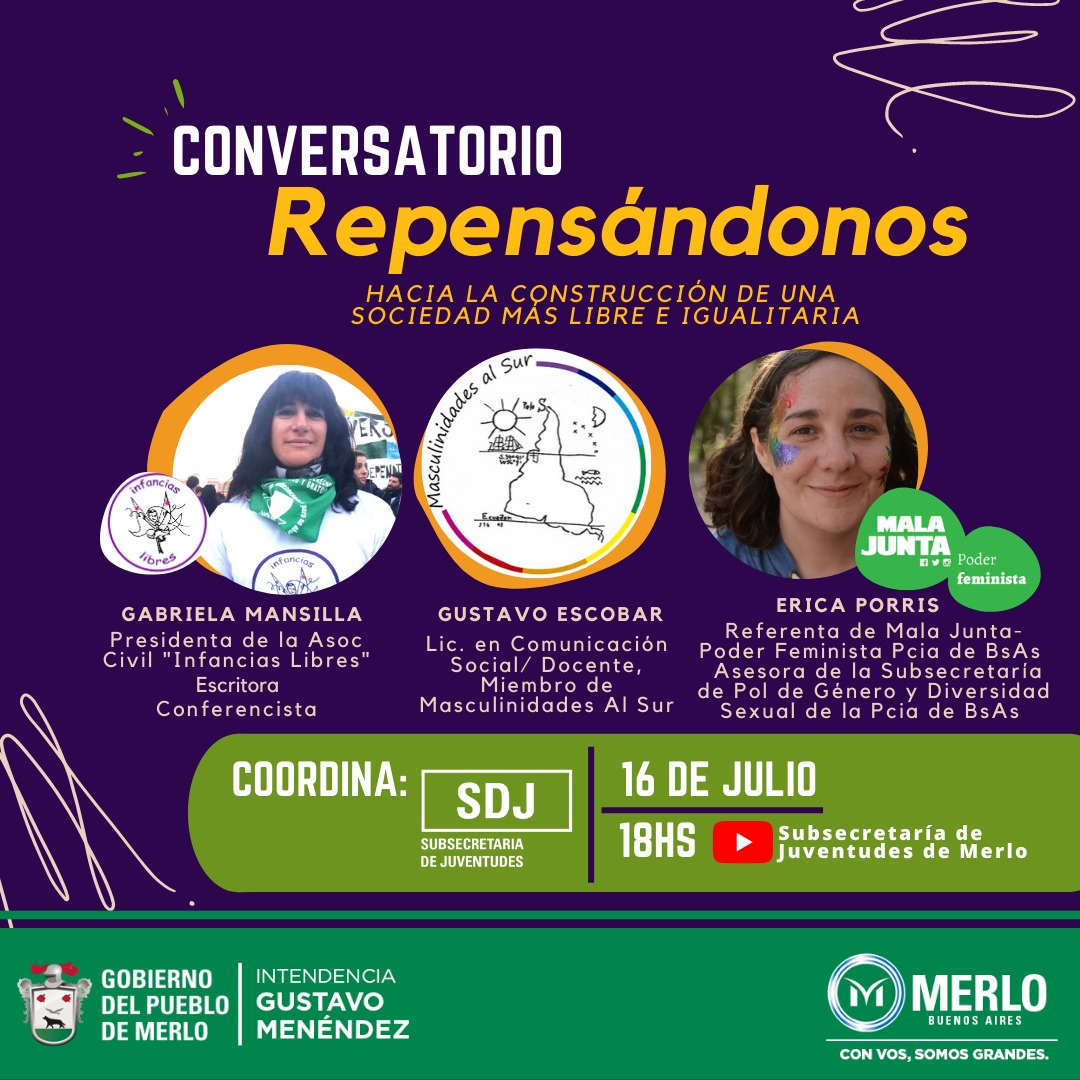 CONVERSATORIO
Repensándonos
HACIA LA CONSTRUCCIÓN DE UNA
SOCIEDAD MÁS LIBRE E IGUALITARIA
infancias
libres
VERS
EPENDI
infancias
Masculinidades al Sur
Polo S.
Ecuador
MALA
JUNTA
Poder
feminista
GABRIELA MANSILLA
Presidenta de la Asoc
Civil "Infancias Libres"
Escritora
Conferencista
GUSTAVO ESCOBAR
Lic. en Comunicación
Social/ Docente,
Miembro de
Masculinidades Al Sur
ERICA PORRIS
Referenta de Mala Junta-
Poder Feminista Pcia de BsAs
Asesora de la Subsecretaría
de Pol de Género y Diversidad
Sexual de la Pcia de BsAs
COORDINA:
SDJ
SUBSECRETARIA
DE JUVENTUDES
16 DE JULIO
18HS
Subsecretaría de
Juventudes de Merlo
GOBIERNO
DEL PUEBLO
DE MERLO
INTENDENCIA
GUSTAVO
MENÉNDEZ
MERLO
BUENOS AIRES
CON VOS, SOMOS GRANDES.